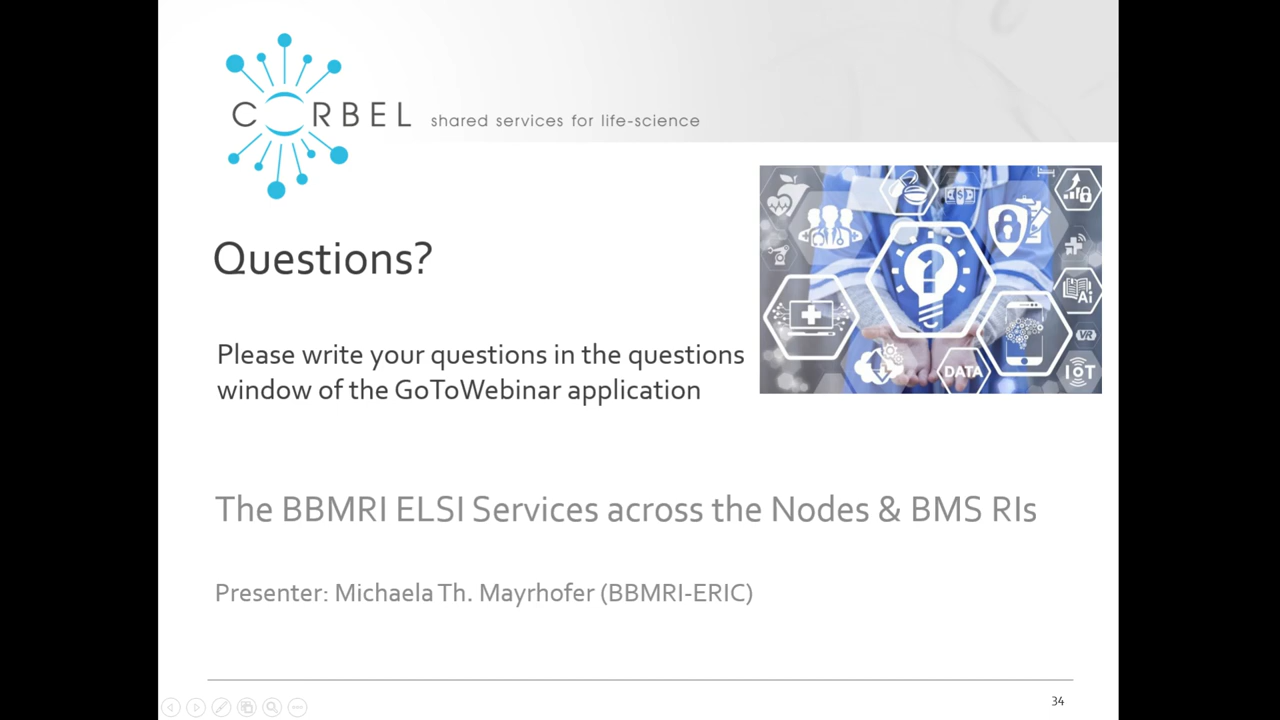 CORBEL
shared services for life-science
Questions?
Please write your questions in the questions
window of the GoToWebinar application
DATA
Ai
VR
IoT
The BBMRI ELSI Services across the Nodes & BMS RIs
Presenter: Michaela Th. Mayrhofer (BBMRI-ERIC)
34